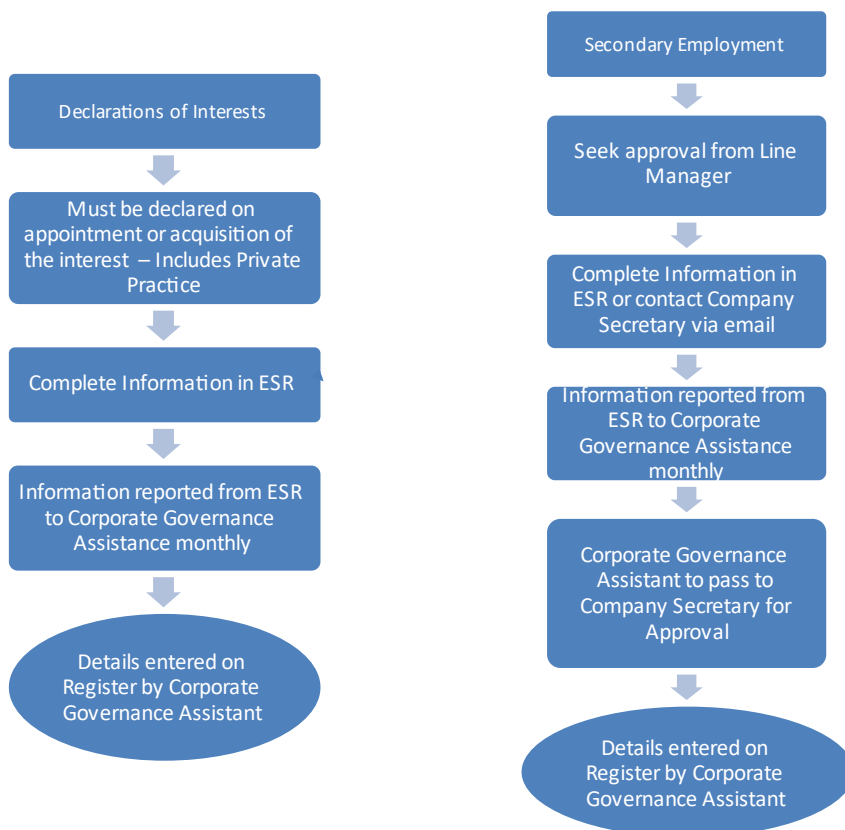 Declarations of Interests
Must be declared on
appointment or acquisition of
the interest – Includes Private
Practice
Complete Information in ESR
Information reported from ESR
to Corporate Governance
Assistance monthly
Details entered on
Register by Corporate
Governance Assistant
Secondary Employment
Seek approval from Line
Manager
Complete Information in
ESR or contact Company
Secretary via email
Information reported from
ESR to Corporate
Governance Assistance
monthly
Corporate Governance
Assistant to pass to
Company Secretary for
Approval
Details entered on
Register by Corporate
Governance Assistant